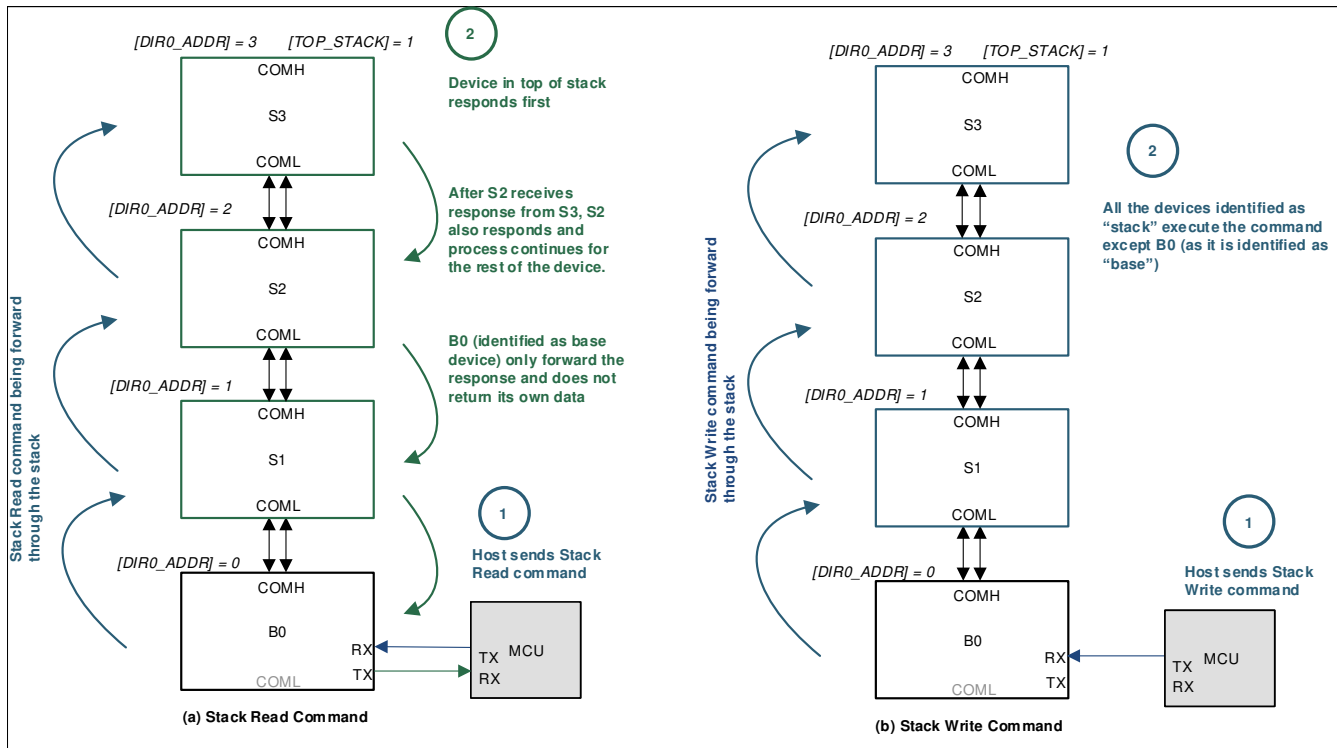 [DIR0_ADDR] = 3
[TOP_STACK] = 1
2
COMH
S3
COML
Device in top of stack
responds first
[DIR0_ADDR] = 2
After S2 receives
response from S3, S2
also responds and
process continues for
the rest of the device.
COMH
S2
COML
[DIR0_ADDR] = 1
B0 (identified as base
device) only forward the
response and does not
return its own data
COMH
S1
COML
Stack Read command being forward
through the stack
1
Host sends Stack
Read command
[DIR0_ADDR] = 0
COMH
B0
RX
TX
COML
TX
MCU
RX
(a) Stack Read Command
[DIR0_ADDR] = 3
[TOP_STACK] = 1
COMH
S3
COML
2
All the devices identified as
“stack” execute the command
except B0 (as it is identified as
“base”)
[DIR0_ADDR] = 2
COMH
S2
COML
[DIR0_ADDR] = 1
COMH
S1
COML
Stack Write command being forward
through the stack
1
Host sends Stack
Write command
[DIR0_ADDR] = 0
COMH
B0
RX
TX
COML
TX
MCU
RX
(b) Stack Write Command